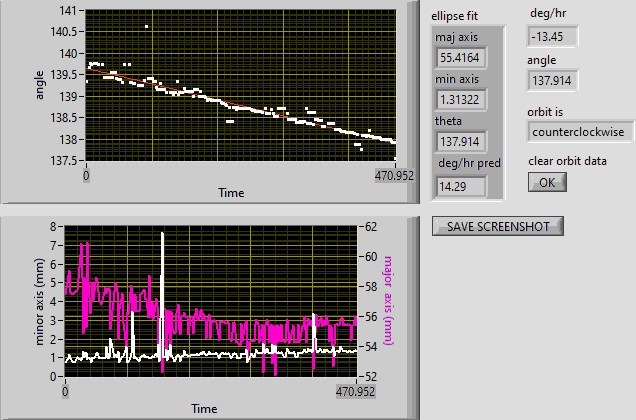 141
140.5
140
139.5
139
138.5
138
137.5
angle
0
470.952
Time
ellipse fit
maj axis
55.4164
min axis
1.31322
theta
137.914
deg/hr pred
14.29
deg/hr
-13.45
angle
137.914
orbit is
counterclockwise
clear orbit data
OK
SAVE SCREENSHOT
8
7
6
5
4
3
2
1
0
minor axis (mm)
62
60
58
56
54
52
major axis (mm)
0
470.952
Time